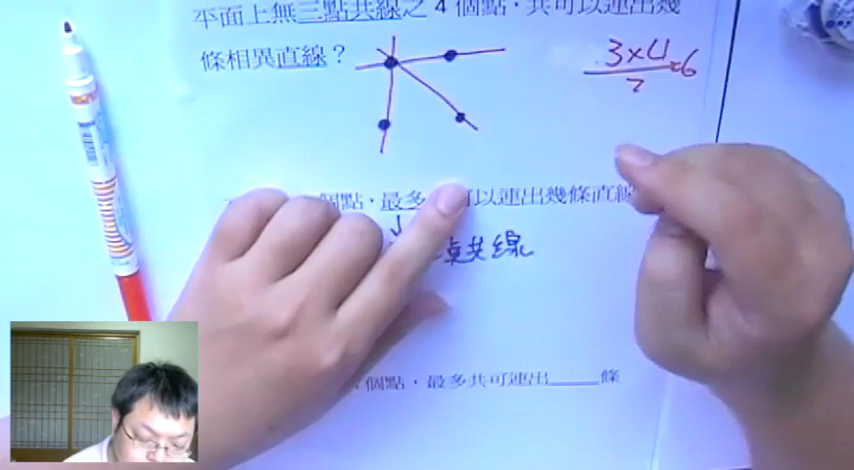 平面上無三點共線之 4 個點，共可以連出幾
條相異直線？
3×4
=6
2
個點，最多 可以連出幾條直線
共線
個點，最多共可連出____條